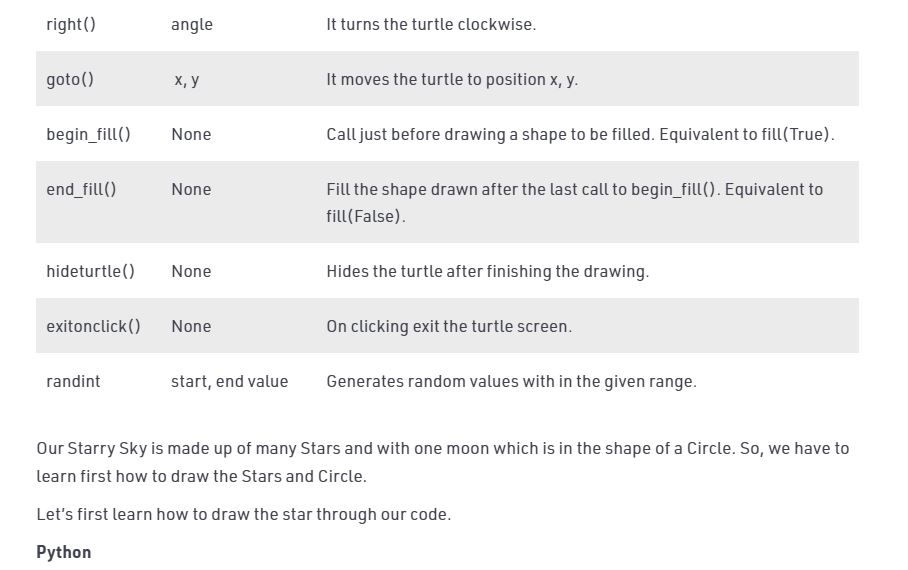 right() angle It turns the turtle clockwise.
goto() x, y It moves the turtle to position x, y.
begin_fill() None Call just before drawing a shape to be filled. Equivalent to fill(True).
end_fill() None Fill the shape drawn after the last call to begin_fill(). Equivalent to
fill(False).
hideturtle() None Hides the turtle after finishing the drawing.
exitonclick() None On clicking exit the turtle screen.
randint start, end value Generates random values with in the given range.
Our Starry Sky is made up of many Stars and with one moon which is in the shape of a Circle. So, we have to
learn first how to draw the Stars and Circle.
Let's first learn how to draw the star through our code.
Python